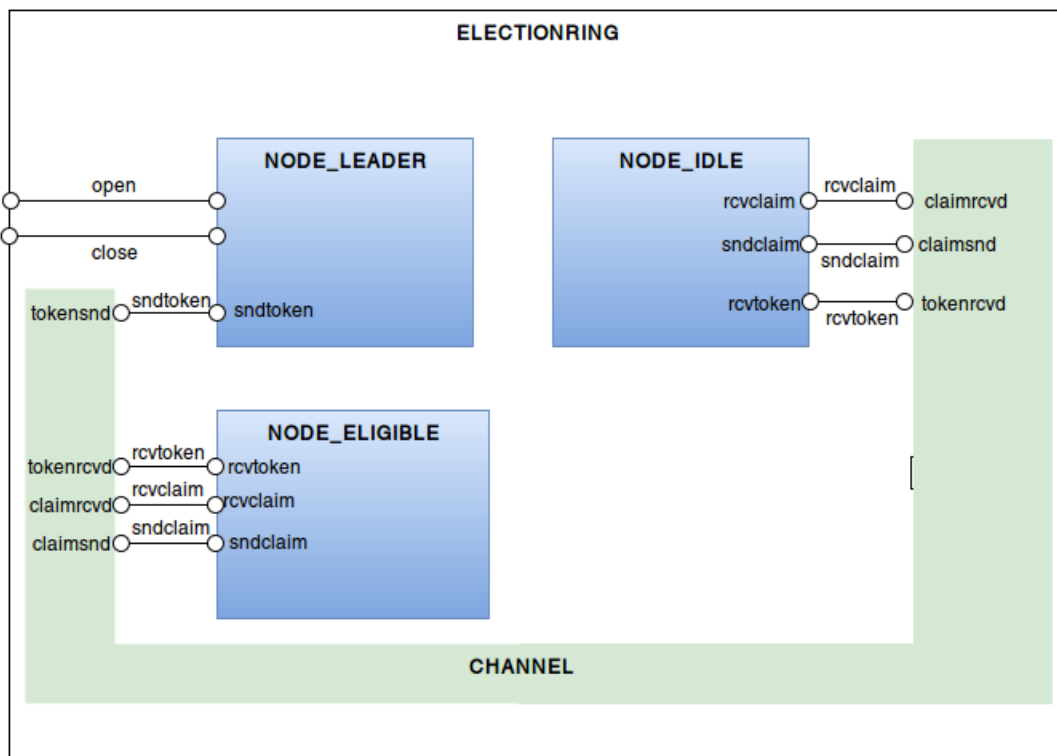 ELECTIONRING
NODE_LEADER
open
close
sndtoken
tokensnd
sndtoken
NODE_IDLE
rcvclaim
rcvclaim
claimrcvd
sndclaim
claimsnd
sndclaim
rcvtoken
tokenrcvd
rcvtoken
NODE_ELIGIBLE
rcvtoken
tokenrcvd
rcvtoken
rcvclaim
claimrcvd
rcvclaim
sndclaim
claimsnd
sndclaim
CHANNEL